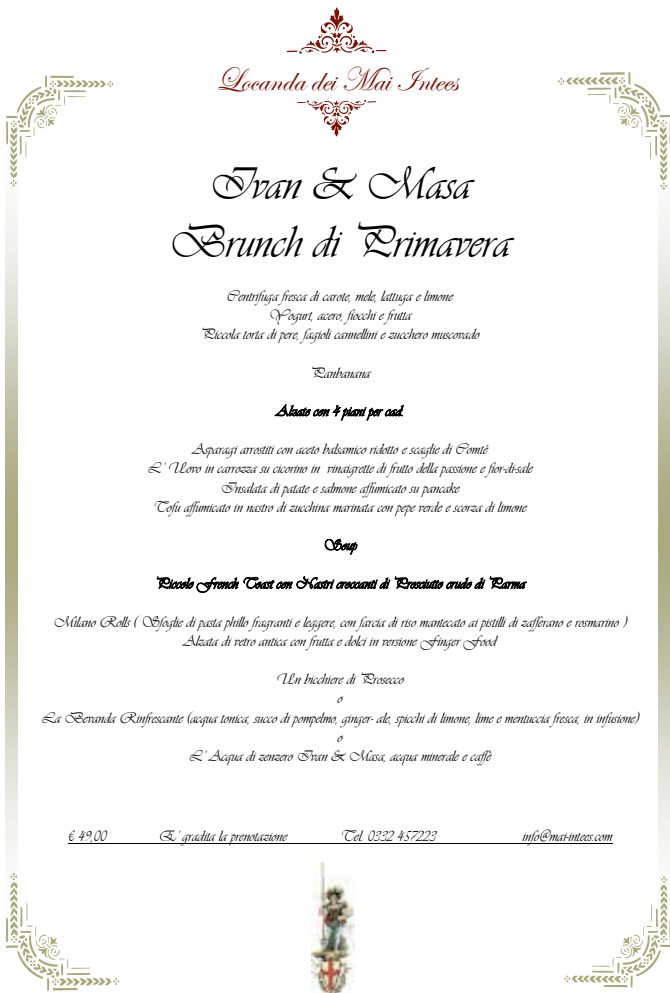 Locanda dei Mai Intees
Ivan & Masa
Brunch di Primavera
Centrifuga fresca di carote, mele, lattuga e limone
Yogurt, acero, fiocchi e frutta
Piccola torta di pere, fagioli cannellini e zucchero muscovado
Panbanana
Alzate con 4 piani per cad.
Asparagi arrostiti con aceto balsamico ridotto e scaglie di Comté
L' Uovo in carrozza su cicorino in vinaigrette di frutto della passione e fior-di-sale
Insalata di patate e salmone affumicato su pancake
Tofu affumicato in nastro di zucchina marinata con pepe verde e scorza di limone
Soup
Piccolo French Toast con Nastri croccanti di Prosciutto crudo di Parma
Milano Rolls ( Sfoglie di pasta phillo fragranti e leggere, con farcia di riso mantecato ai pistilli di zafferano e rosmarino )
Alzata di vetro antica con frutta e dolci in versione Finger Food
Un bicchiere di Prosecco
o
La Bevanda Rinfrescante (acqua tonica, succo di pompelmo, ginger- ale, spicchi di limone, lime e mentuccia fresca, in infusione)
o
L' Acqua di zenzero Ivan & Masa, acqua minerale e caffè
€ 49,00 E' gradita la prenotazione Tel. 0332 457223 info@mai-intees.com